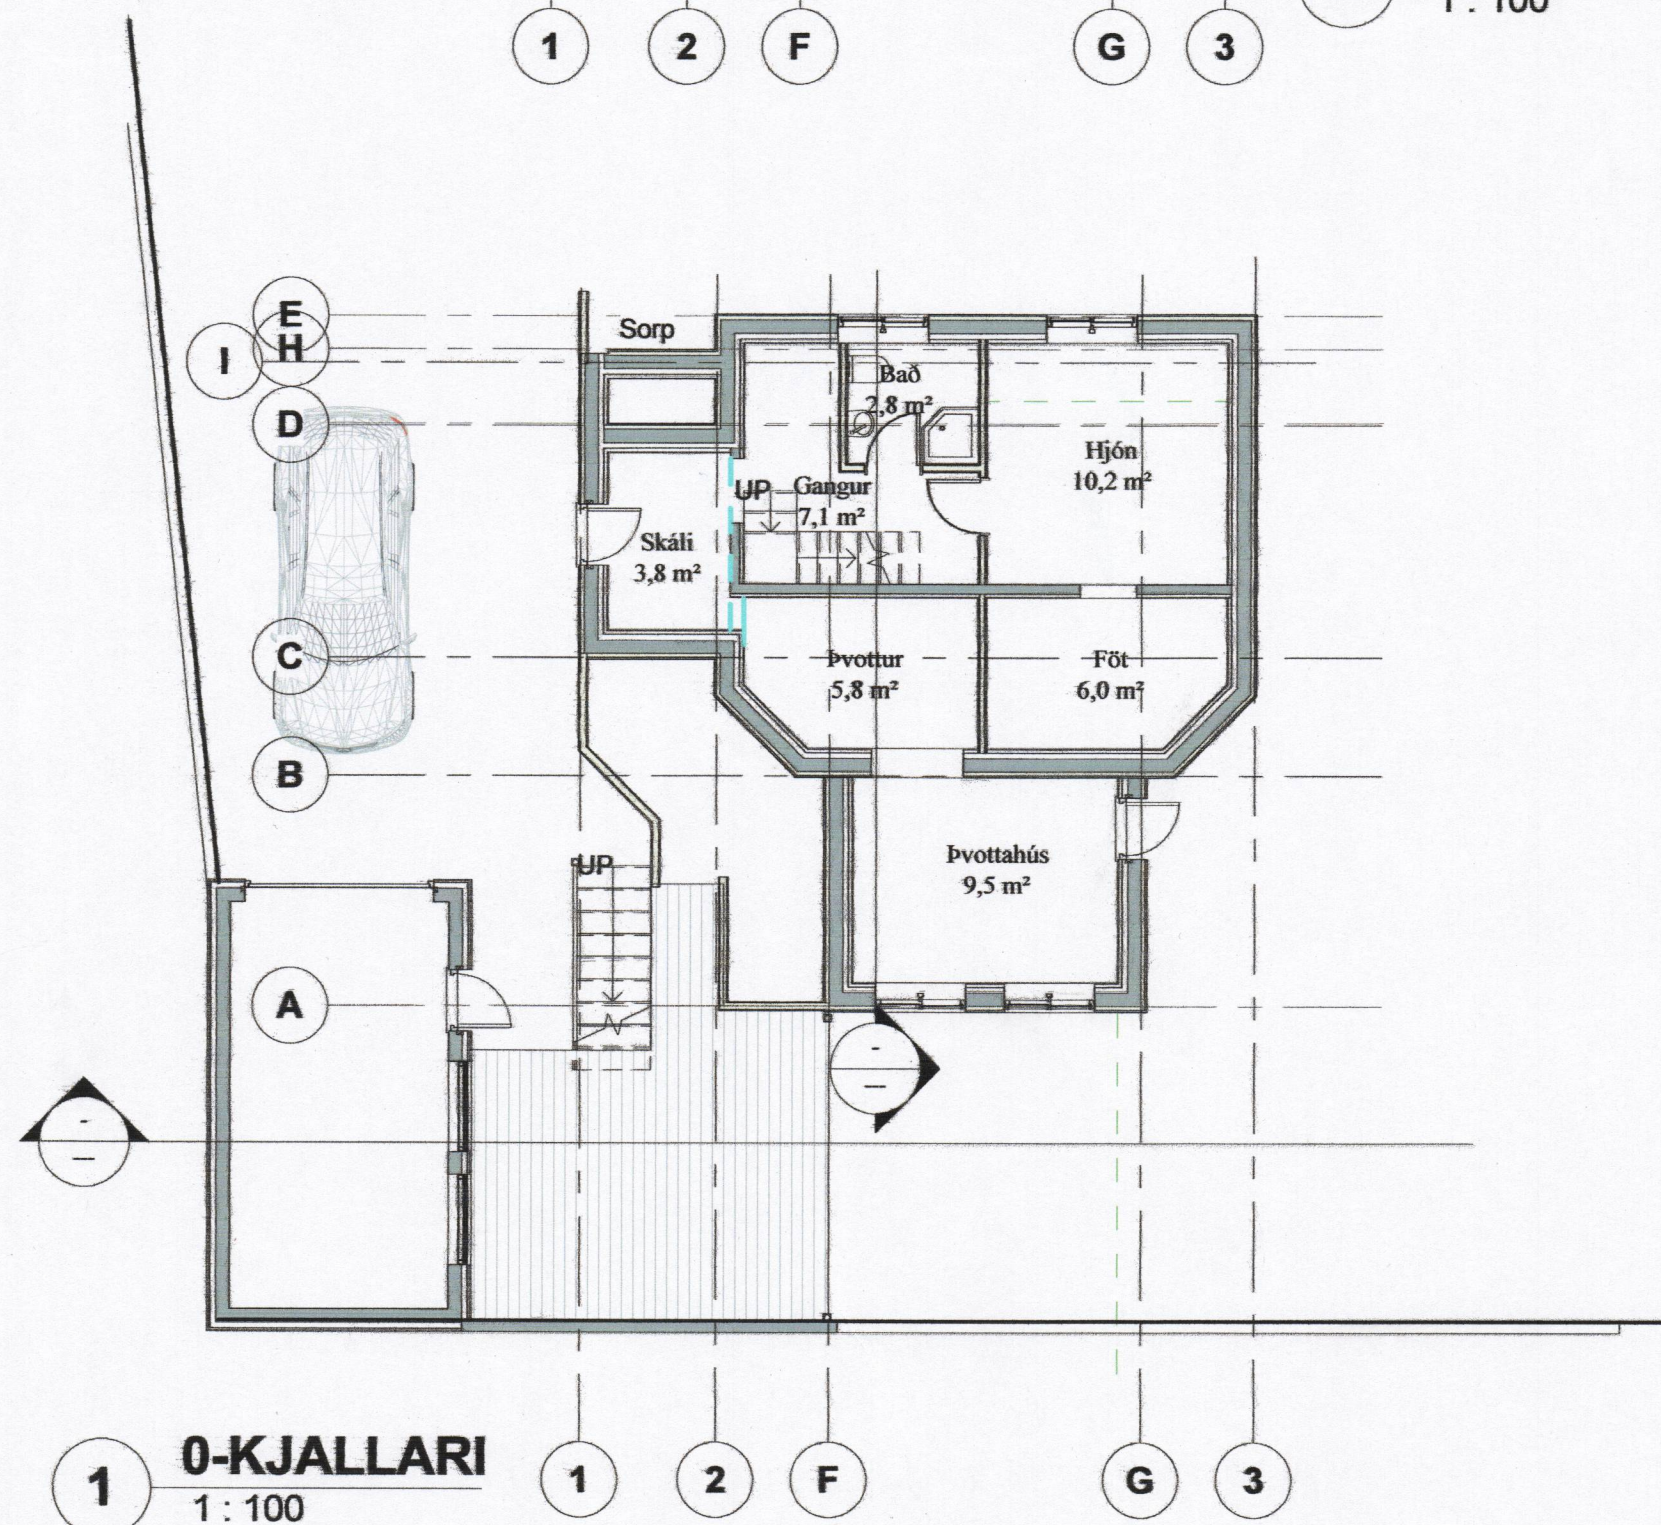 1 : 100
1 2 F G 3
E
H
I
D
C
B
A
Sorp
Bað
2,8 m²
Hjón
10,2 m²
UP
Gangur
7,1 m²
Skáli
3,8 m²
Þvottur
5,8 m²
Föt
6,0 m²
Þvottahús
9,5 m²
UP
1 2 F G 3
1
0-KJALLARI
1 : 100